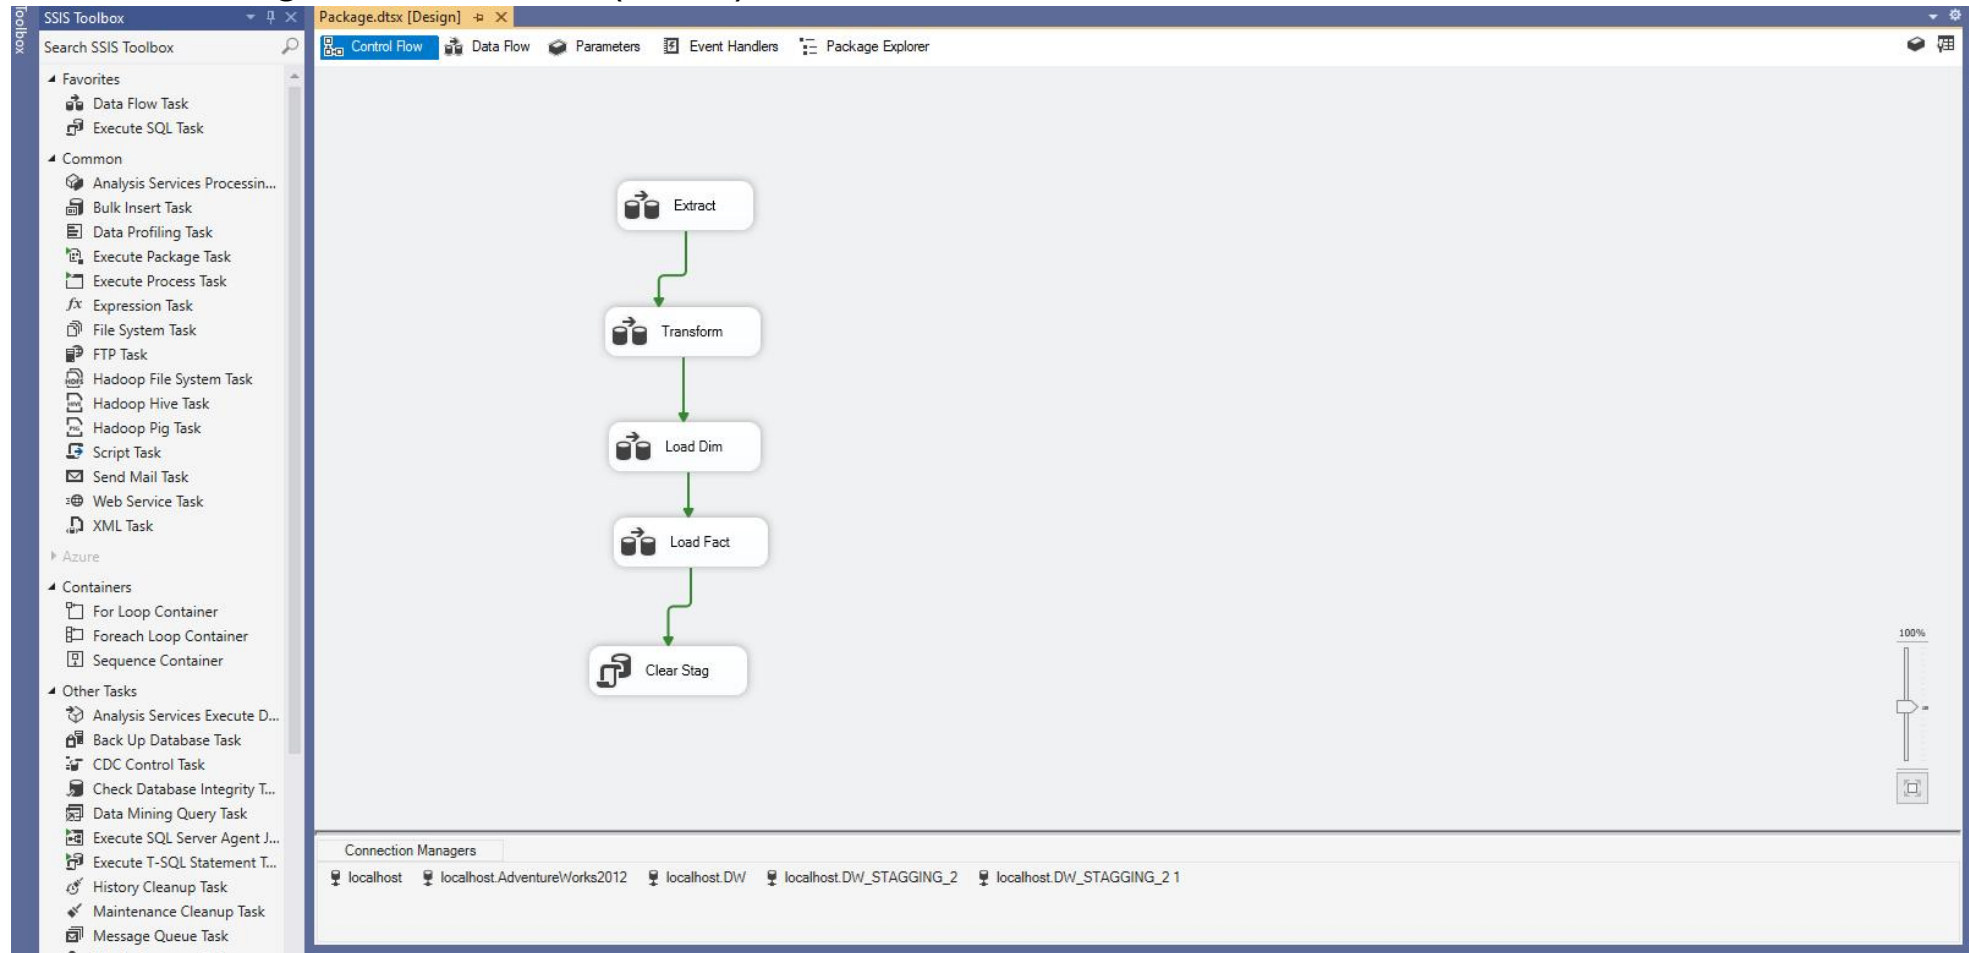 Toolbox
SSIS Toolbox
Search SSIS Toolbox
Favorites
Data Flow Task
Execute SQL Task
Common
Analysis Services Processin...
Bulk Insert Task
Data Profiling Task
Execute Package Task
Execute Process Task
Expression Task
File System Task
FTP Task
Hadoop File System Task
Hadoop Hive Task
Hadoop Pig Task
Script Task
Send Mail Task
Web Service Task
XML Task
Azure
Containers
For Loop Container
Foreach Loop Container
Sequence Container
Other Tasks
Analysis Services Execute D...
Back Up Database Task
CDC Control Task
Check Database Integrity T...
Data Mining Query Task
Execute SQL Server Agent J...
Execute T-SQL Statement T...
History Cleanup Task
Maintenance Cleanup Task
Message Queue Task
Package.dtsx [Design]
Control Flow Data Flow Parameters Event Handlers Package Explorer
Extract
Transform
Load Dim
Load Fact
Clear Stag
100%
Connection Managers
localhost localhost.AdventureWorks2012 localhost.DW localhost.DW_STAGGING_2 localhost.DW_STAGGING_2 1